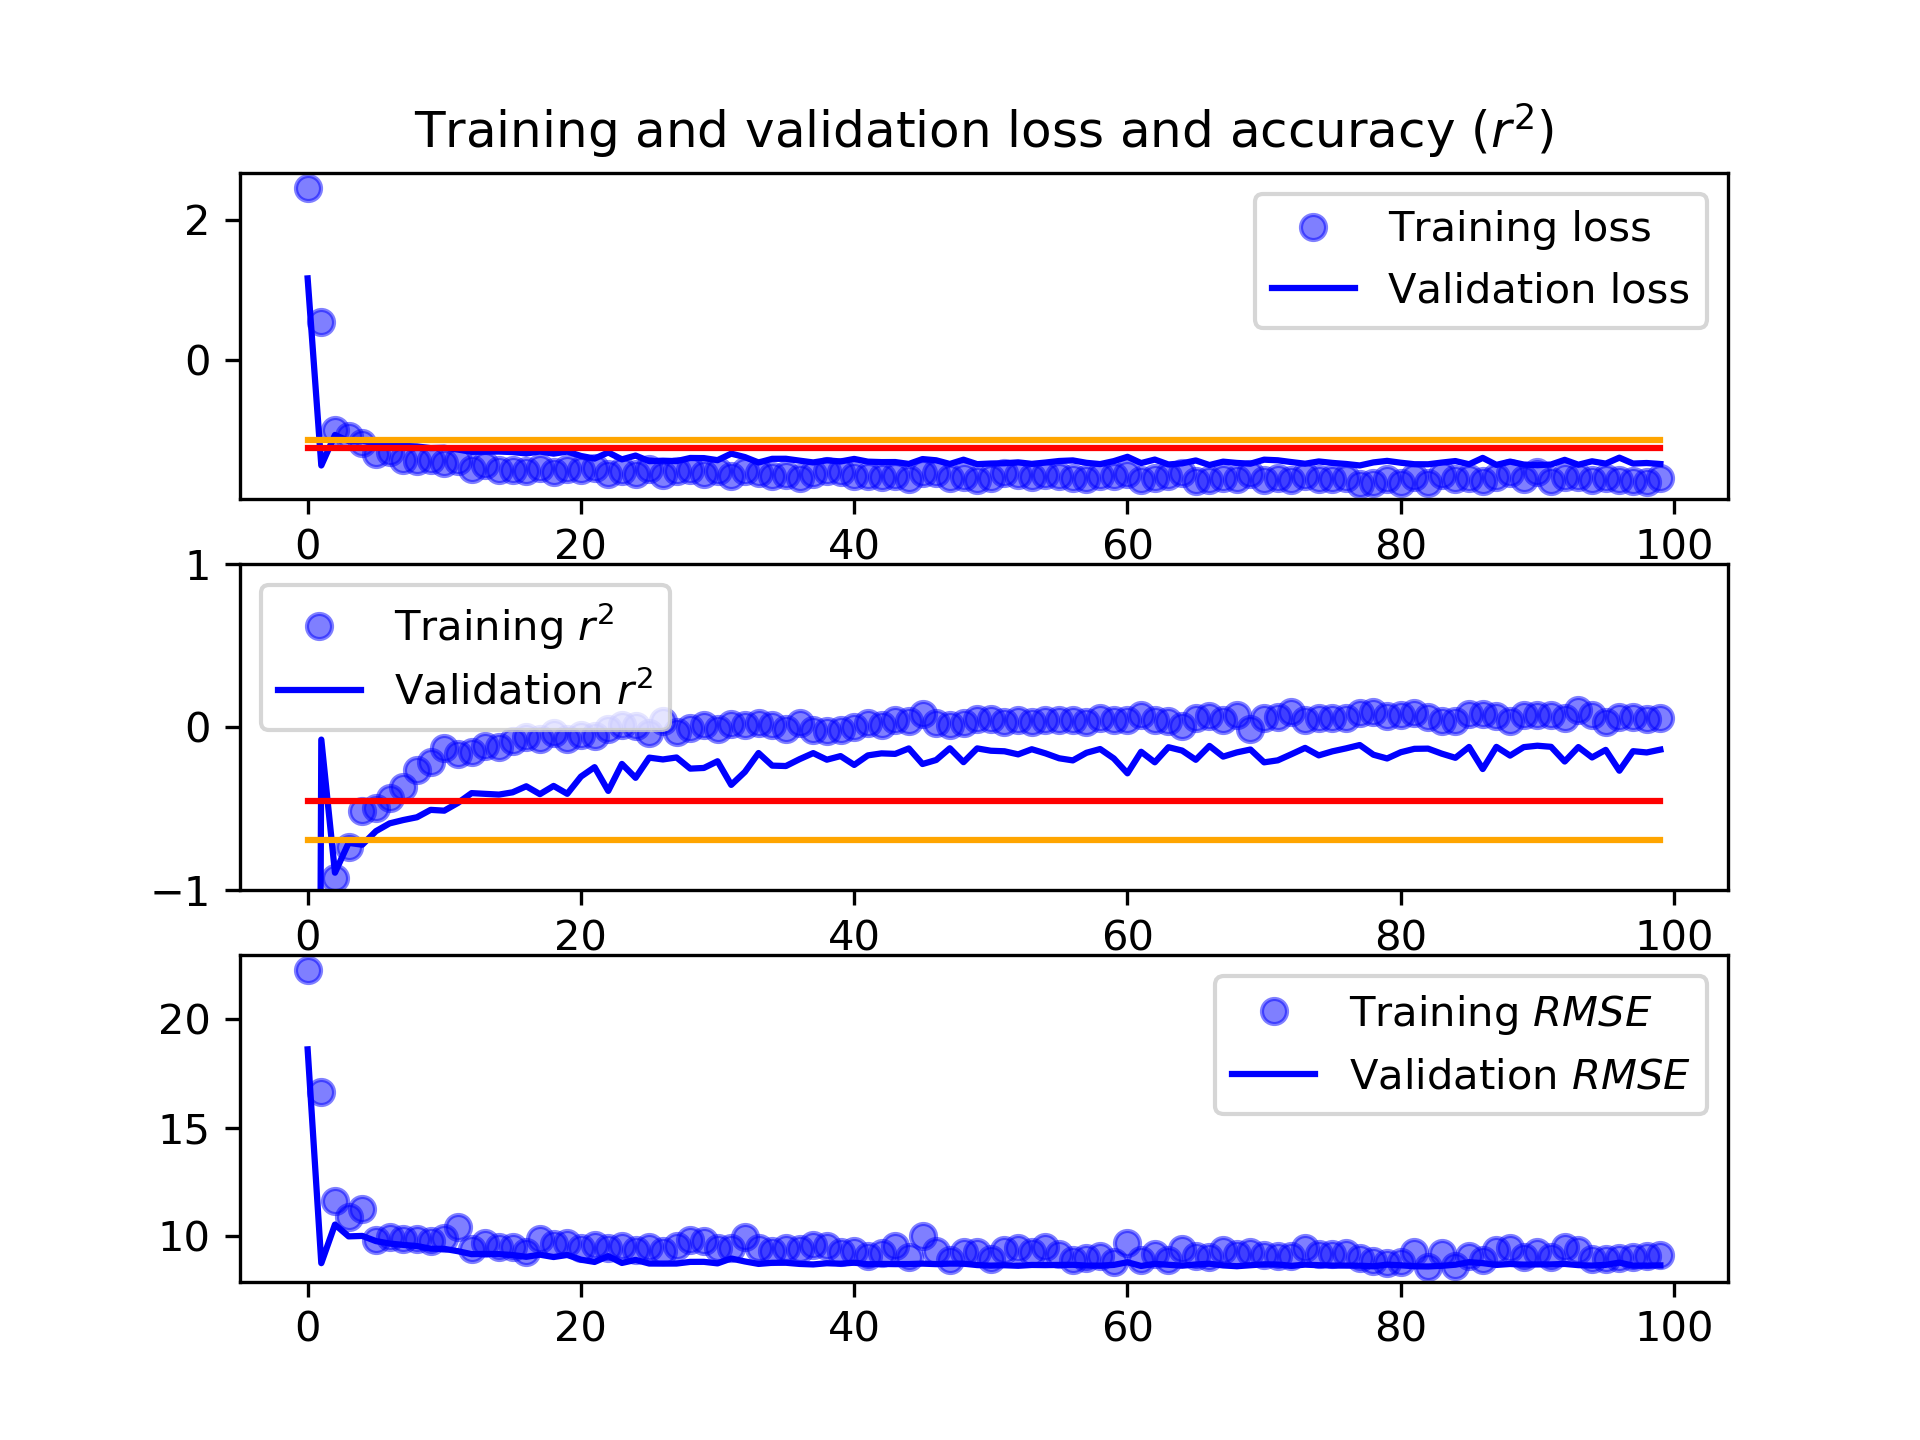 Training and validation loss and accuracy (r²)
2
0
Training loss
Validation loss
0 20 40 60 80 100
1
0
−1
Training r²
Validation r²
0 20 40 60 80 100
20
15
10
Training RMSE
Validation RMSE
0 20 40 60 80 100